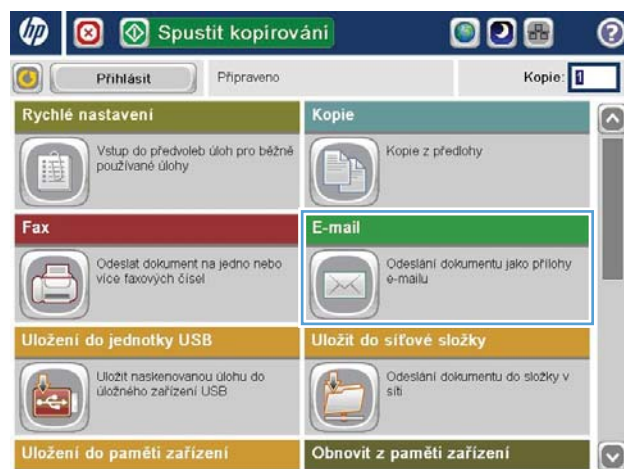 hp
Spustit kopírování
?
Přihlásit
Připraveno
Kopie: 1
Rychlé nastavení
Vstup do předvoleb úloh pro běžně
používané úlohy
Kopie
Kopie z předlohy
Fax
Odeslat dokument na jedno nebo
více faxových čísel
E-mail
Odeslání dokumentu jako přílohy
e-mailu
Uložení do jednotky USB
Uložit naskenovanou úlohu do
úložného zařízení USB
Uložit do síťové složky
Odeslání dokumentu do složky v
síti
Uložení do paměti zařízení
Obnovit z paměti zařízení